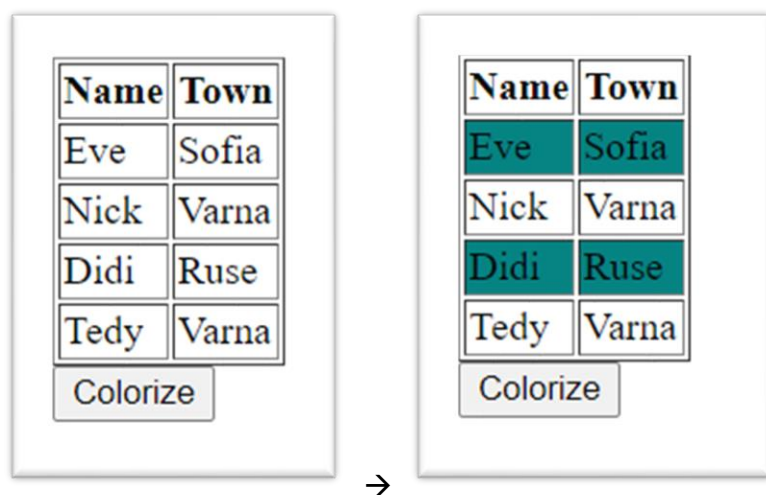 Name Town
Eve Sofia
Nick Varna
Didi Ruse
Tedy Varna
Colorize
→
Name Town
Eve Sofia
Nick Varna
Didi Ruse
Tedy Varna
Colorize